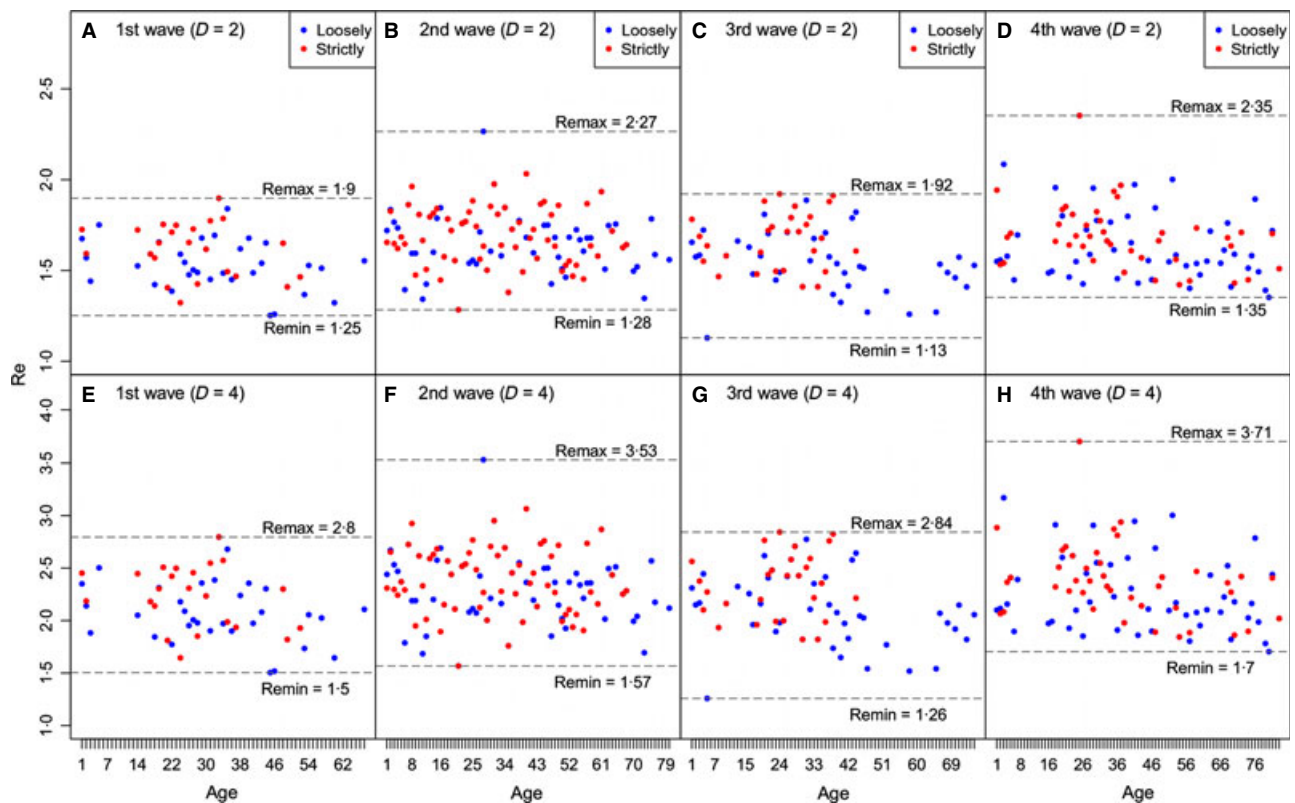 A 1st wave (D = 2)
Loosely
Strictly
B 2nd wave (D = 2)
Loosely
Strictly
C 3rd wave (D = 2)
Loosely
Strictly
D 4th wave (D = 2)
Loosely
Strictly
2·5
2·0
1·5
1·0
Remax = 1·9
Remin = 1·25
Remax = 2·27
Remin = 1·28
Remax = 1·92
Remin = 1·13
Remax = 2·35
Remin = 1·35
Re
E 1st wave (D = 4)
F 2nd wave (D = 4)
G 3rd wave (D = 4)
H 4th wave (D = 4)
4·0
3·5
3·0
2·5
2·0
1·5
1·0
Remax = 2·8
Remin = 1·5
Remax = 3·53
Remin = 1·57
Remax = 2·84
Remin = 1·26
Remax = 3·71
Remin = 1·7
1 7 14 22 30 38 46 54 62
1 8 16 25 34 43 52 61 70 79
1 7 15 24 33 42 51 60 69
1 8 16 26 36 46 56 66 76
Age
Age
Age
Age